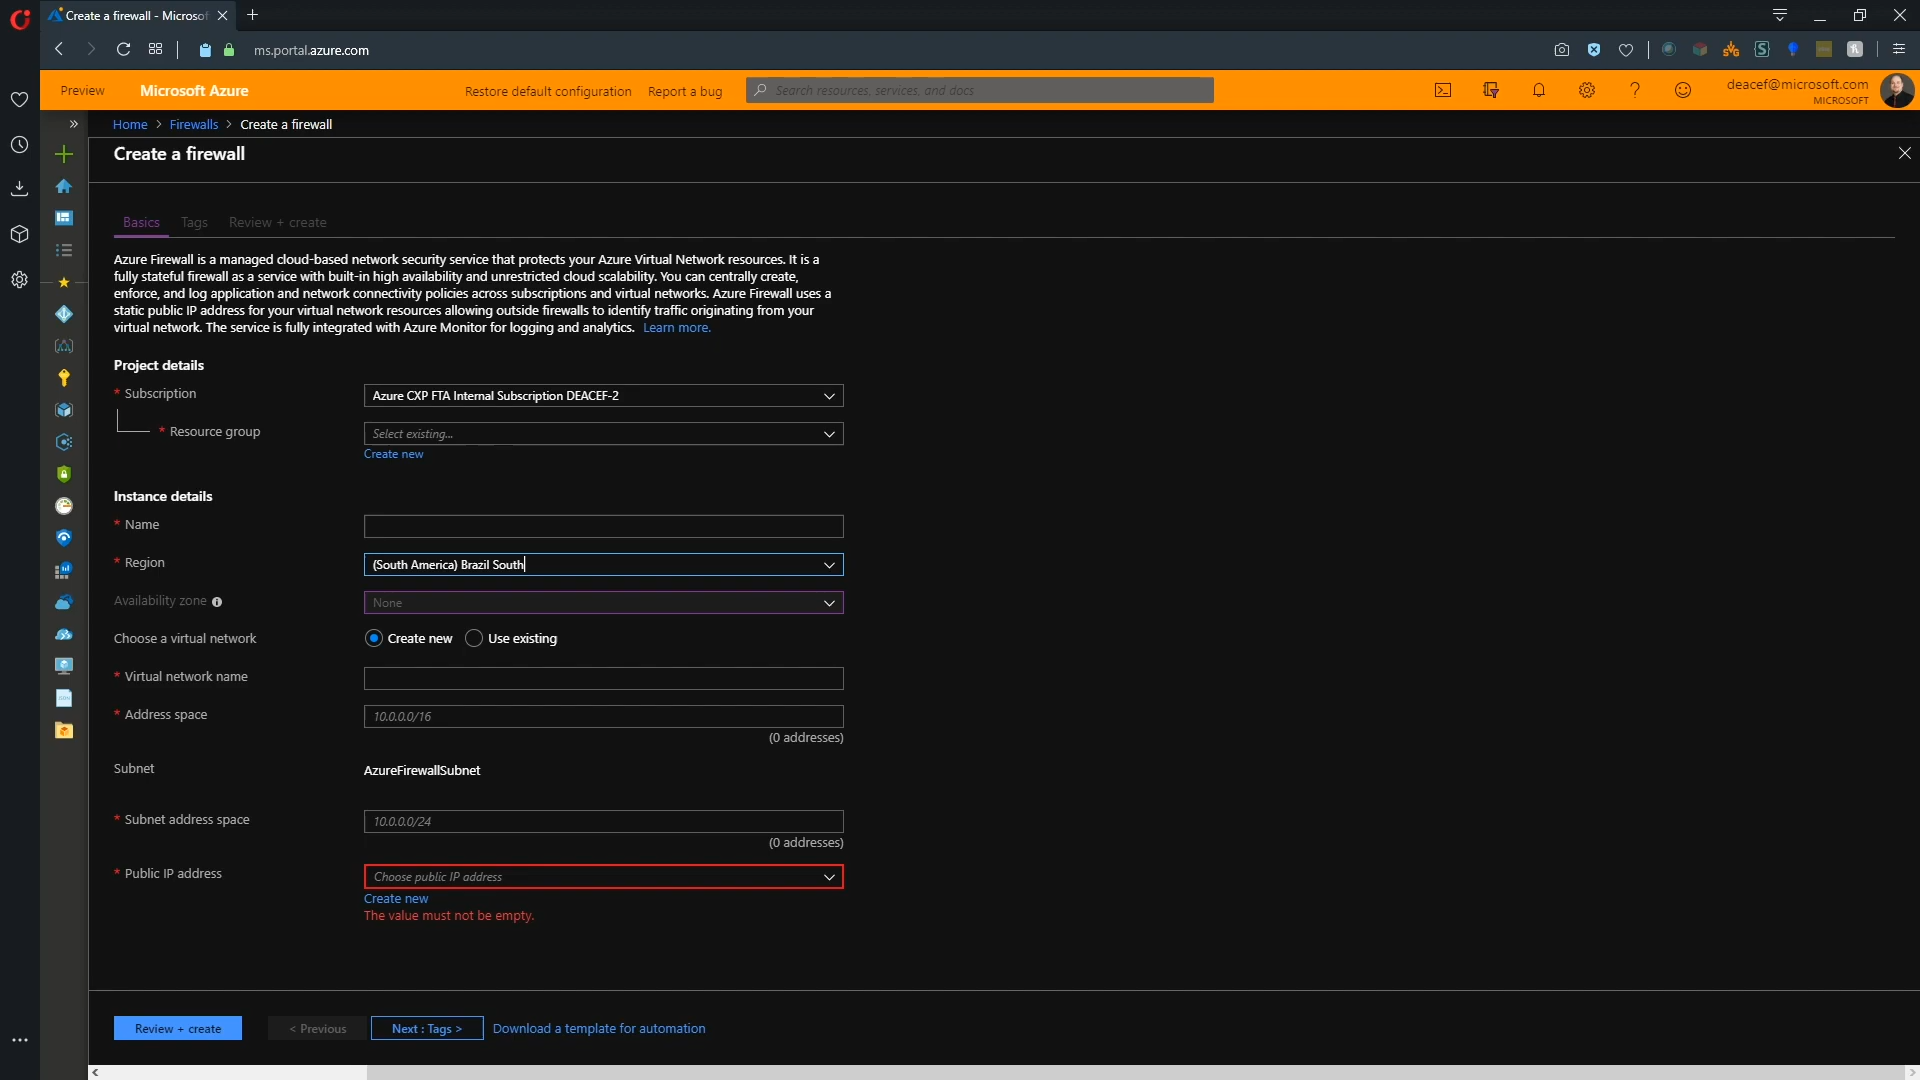 Create a firewall - Microsof
ms.portal.azure.com
Preview
Microsoft Azure
Restore default configuration
Report a bug
Search resources, services, and docs
deacef@microsoft.com
MICROSOFT
Home > Firewalls > Create a firewall
Create a firewall
Basics
Tags
Review + create
Azure Firewall is a managed cloud-based network security service that protects your Azure Virtual Network resources. It is a
fully stateful firewall as a service with built-in high availability and unrestricted cloud scalability. You can centrally create,
enforce, and log application and network connectivity policies across subscriptions and virtual networks. Azure Firewall uses a
static public IP address for your virtual network resources allowing outside firewalls to identify traffic originating from your
virtual network. The service is fully integrated with Azure Monitor for logging and analytics. Learn more.
Project details
* Subscription
Azure CXP FTA Internal Subscription DEACEF-2
* Resource group
Select existing...
Create new
Instance details
* Name
* Region
(South America) Brazil South
Availability zone
None
Choose a virtual network
Create new
Use existing
* Virtual network name
* Address space
10.0.0.0/16
(0 addresses)
Subnet
AzureFirewallSubnet
* Subnet address space
10.0.0.0/24
(0 addresses)
* Public IP address
Choose public IP address
Create new
The value must not be empty.
Review + create
< Previous
Next : Tags >
Download a template for automation